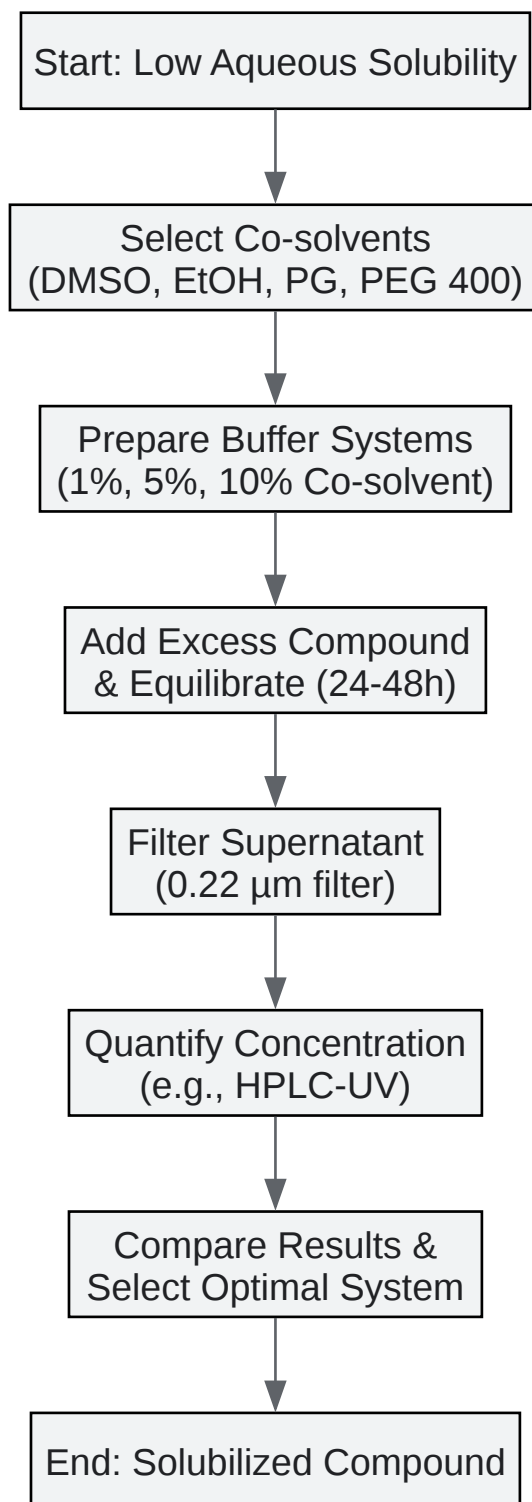 Start: Low Aqueous Solubility
Select Co-solvents
(DMSO, EtOH, PG, PEG 400)
Prepare Buffer Systems
(1%, 5%, 10% Co-solvent)
Add Excess Compound
& Equilibrate (24-48h)
Filter Supernatant
(0.22 µm filter)
Quantify Concentration
(e.g., HPLC-UV)
Compare Results &
Select Optimal System
End: Solubilized Compound